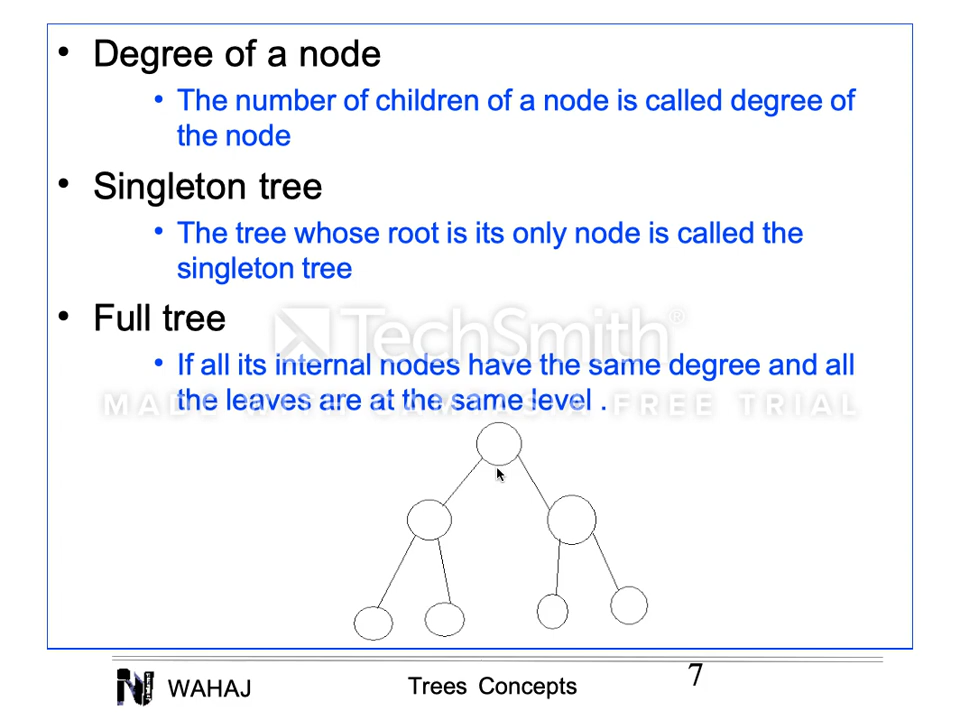 • Degree of a node
• The number of children of a node is called degree of
the node
• Singleton tree
• The tree whose root is its only node is called the
singleton tree
• Full tree
TechSmith®
• If all its internal nodes have the same degree and all
the leaves are at the same level .
MADE WITH CAMTASIA FREE TRIAL
WAHAJ
Trees Concepts
7